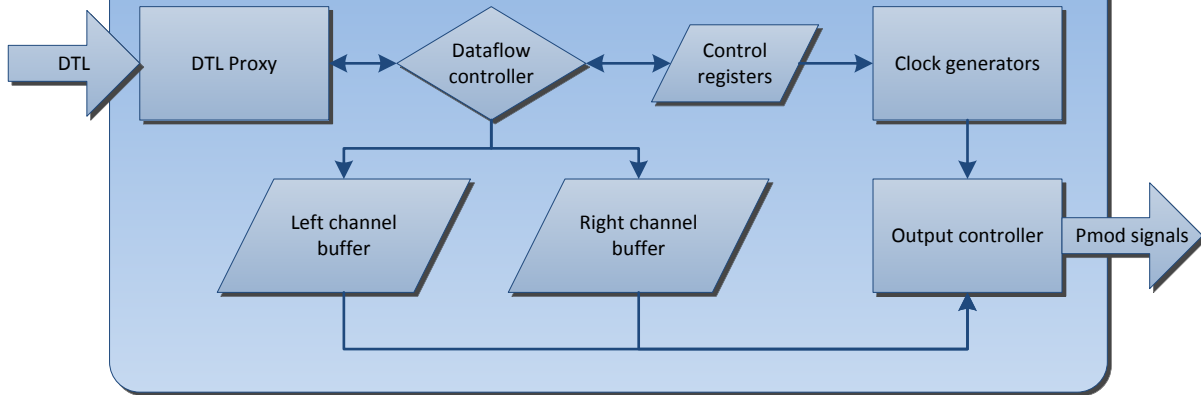 DTL
DTL Proxy
Dataflow
controller
Control
registers
Clock generators
Left channel
buffer
Right channel
buffer
Output controller
Pmod signals